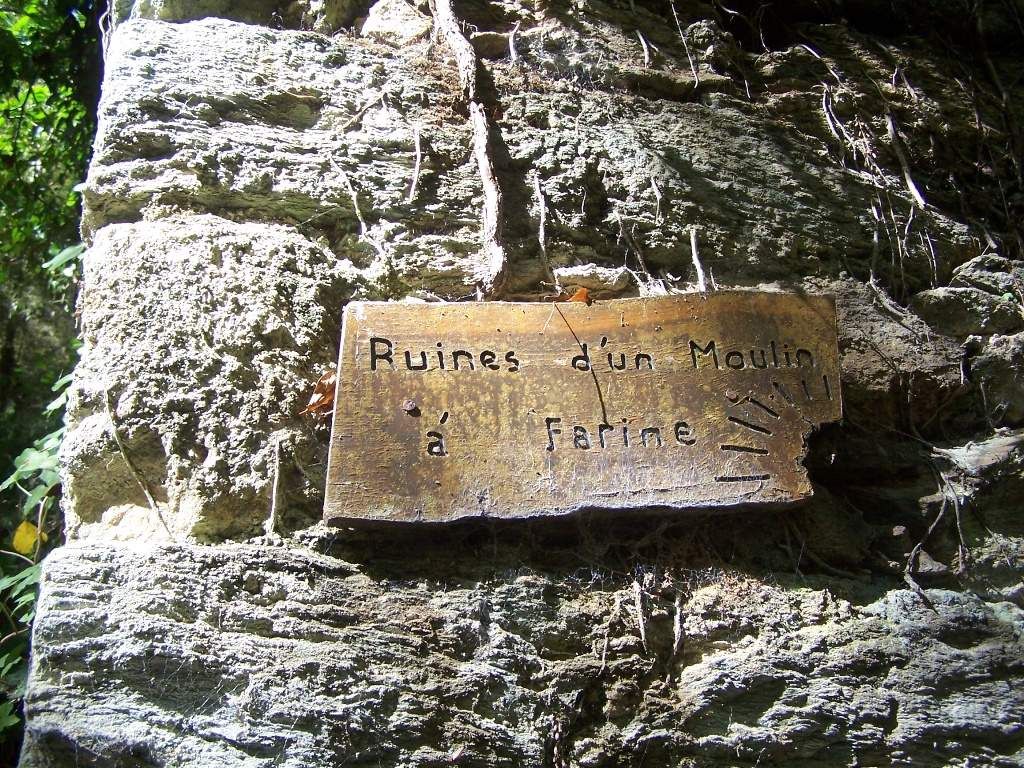 Ruines d'un Moulin
á Farine